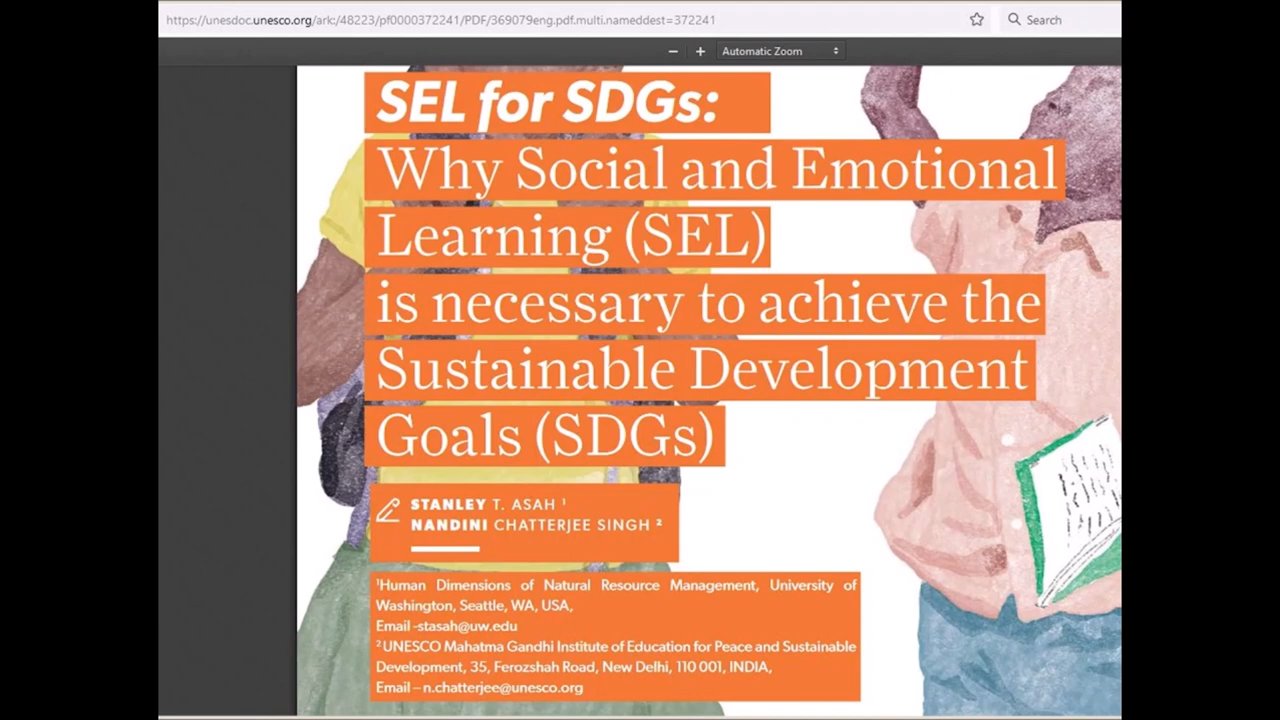 https://unesdoc.unesco.org/ark:/48223/pf0000372241/PDF/369079eng.pdf.multi.nameddest=372241
Search
Automatic Zoom
SEL for SDGs:
Why Social and Emotional
Learning (SEL)
is necessary to achieve the
Sustainable Development
Goals (SDGs)
STANLEY T. ASAH ¹
NANDINI CHATTERJEE SINGH ²
¹Human Dimensions of Natural Resource Management, University of
Washington, Seattle, WA, USA,
Email -stasah@uw.edu
²UNESCO Mahatma Gandhi Institute of Education for Peace and Sustainable
Development, 35, Ferozshah Road, New Delhi, 110 001, INDIA,
Email – n.chatterjee@unesco.org